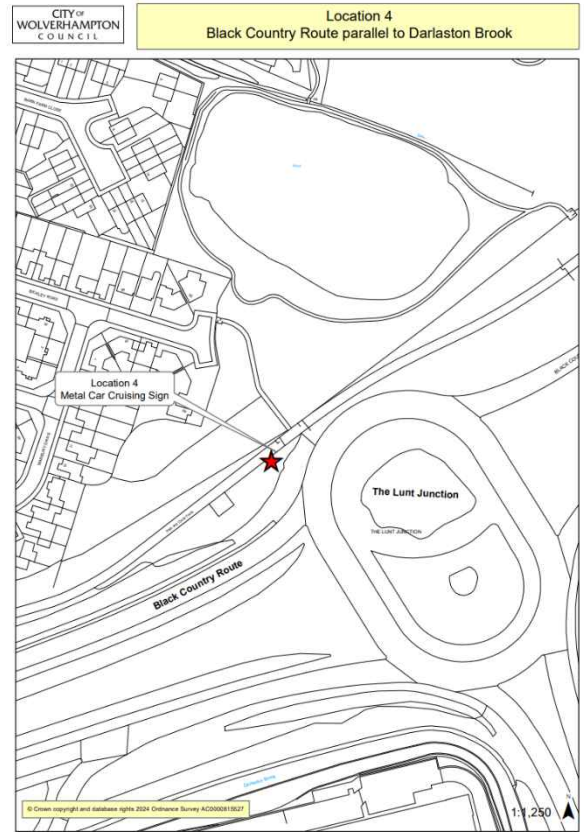 CITY OF
WOLVERHAMPTON
COUNCIL
Location 4
Black Country Route parallel to Darlaston Brook
Location 4
Metal Car Cruising Sign
The Lunt Junction
THE LUNT JUNCTION
Black Country Route
Darlaston Brook
© Crown copyright and database rights 2024 Ordnance Survey
1:1,250
N